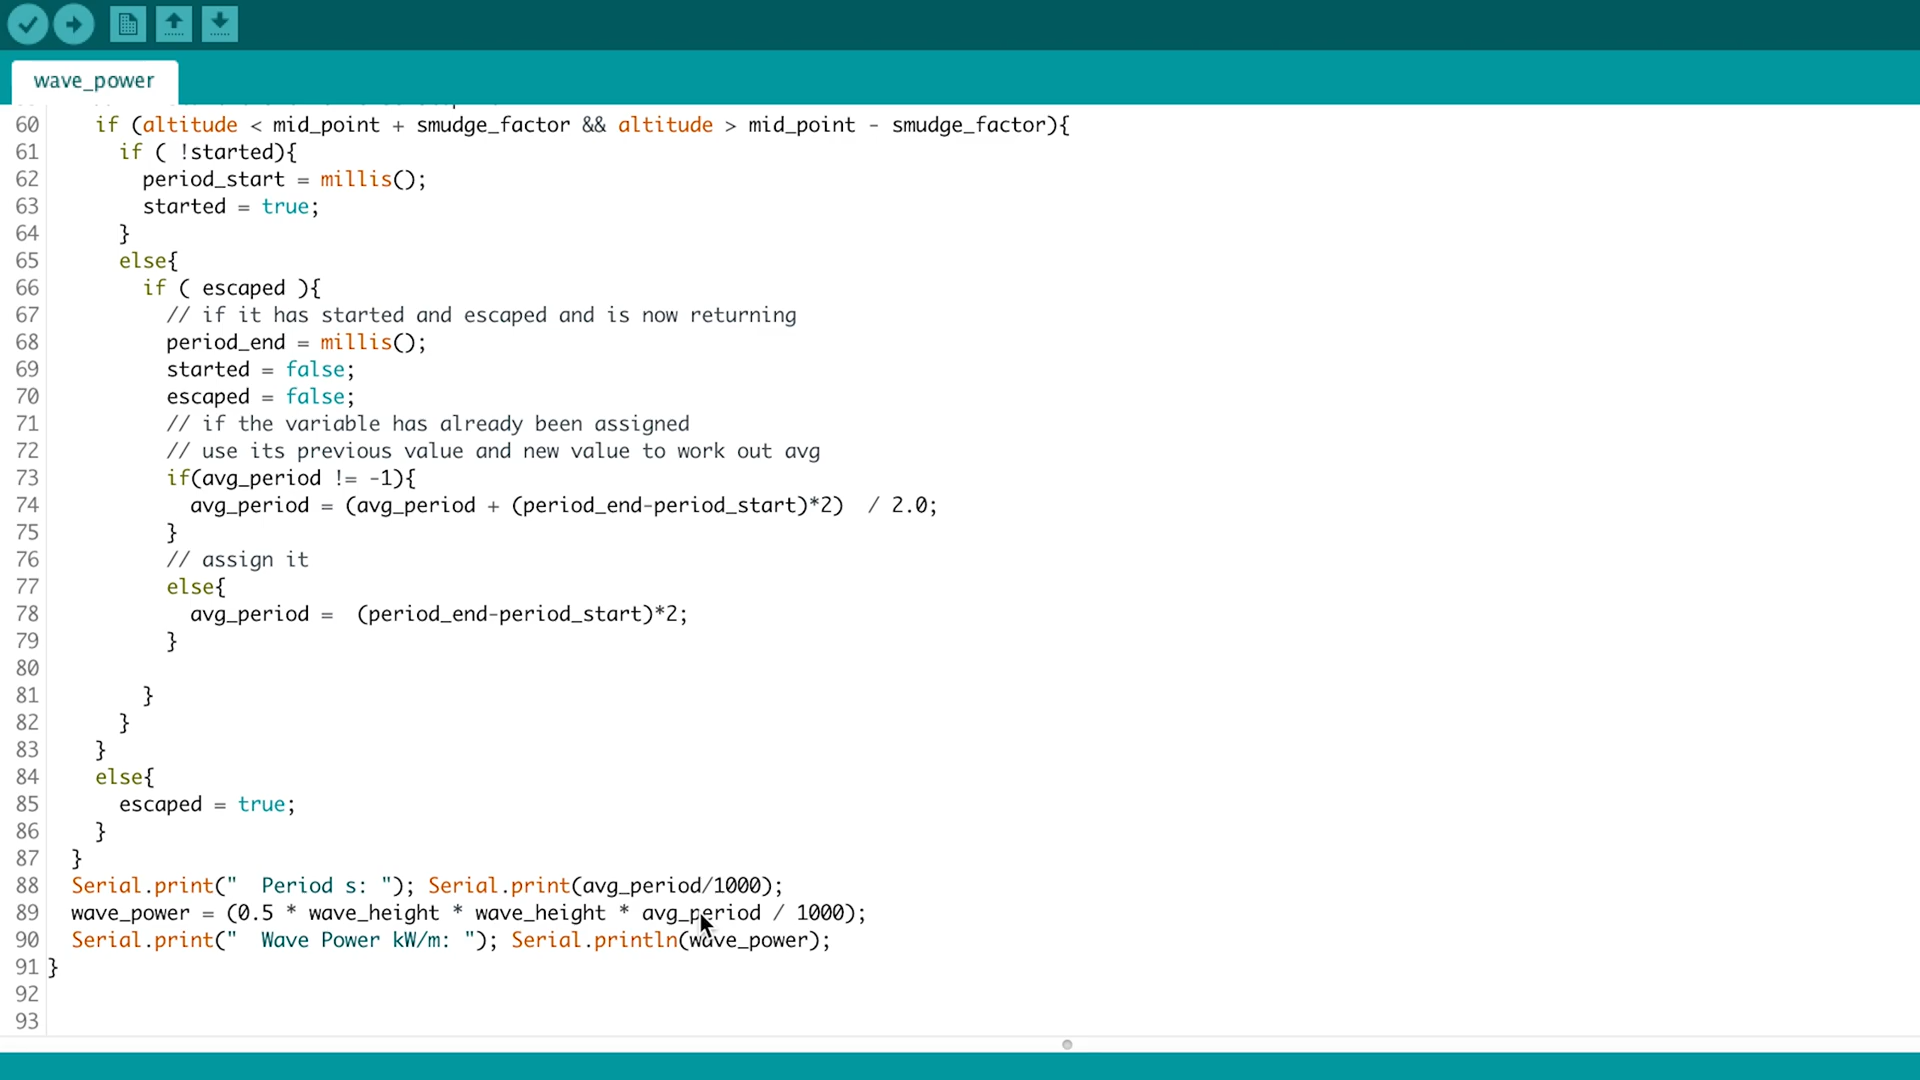 wave_power
60 if (altitude < mid_point + smudge_factor && altitude > mid_point - smudge_factor){
61 if ( !started){
62 period_start = millis();
63 started = true;
64 }
65 else{
66 if ( escaped ){
67 // if it has started and escaped and is now returning
68 period_end = millis();
69 started = false;
70 escaped = false;
71 // if the variable has already been assigned
72 // use its previous value and new value to work out avg
73 if(avg_period != -1){
74 avg_period = (avg_period + (period_end-period_start)*2)  / 2.0;
75 }
76 // assign it
77 else{
78 avg_period =  (period_end-period_start)*2;
79 }
80
81 }
82 }
83 }
84 else{
85 escaped = true;
86 }
87 }
88 Serial.print("  Period s: "); Serial.print(avg_period/1000);
89 wave_power = (0.5 * wave_height * wave_height * avg_period / 1000);
90 Serial.print("  Wave Power kW/m: "); Serial.println(wave_power);
91 }
92
93